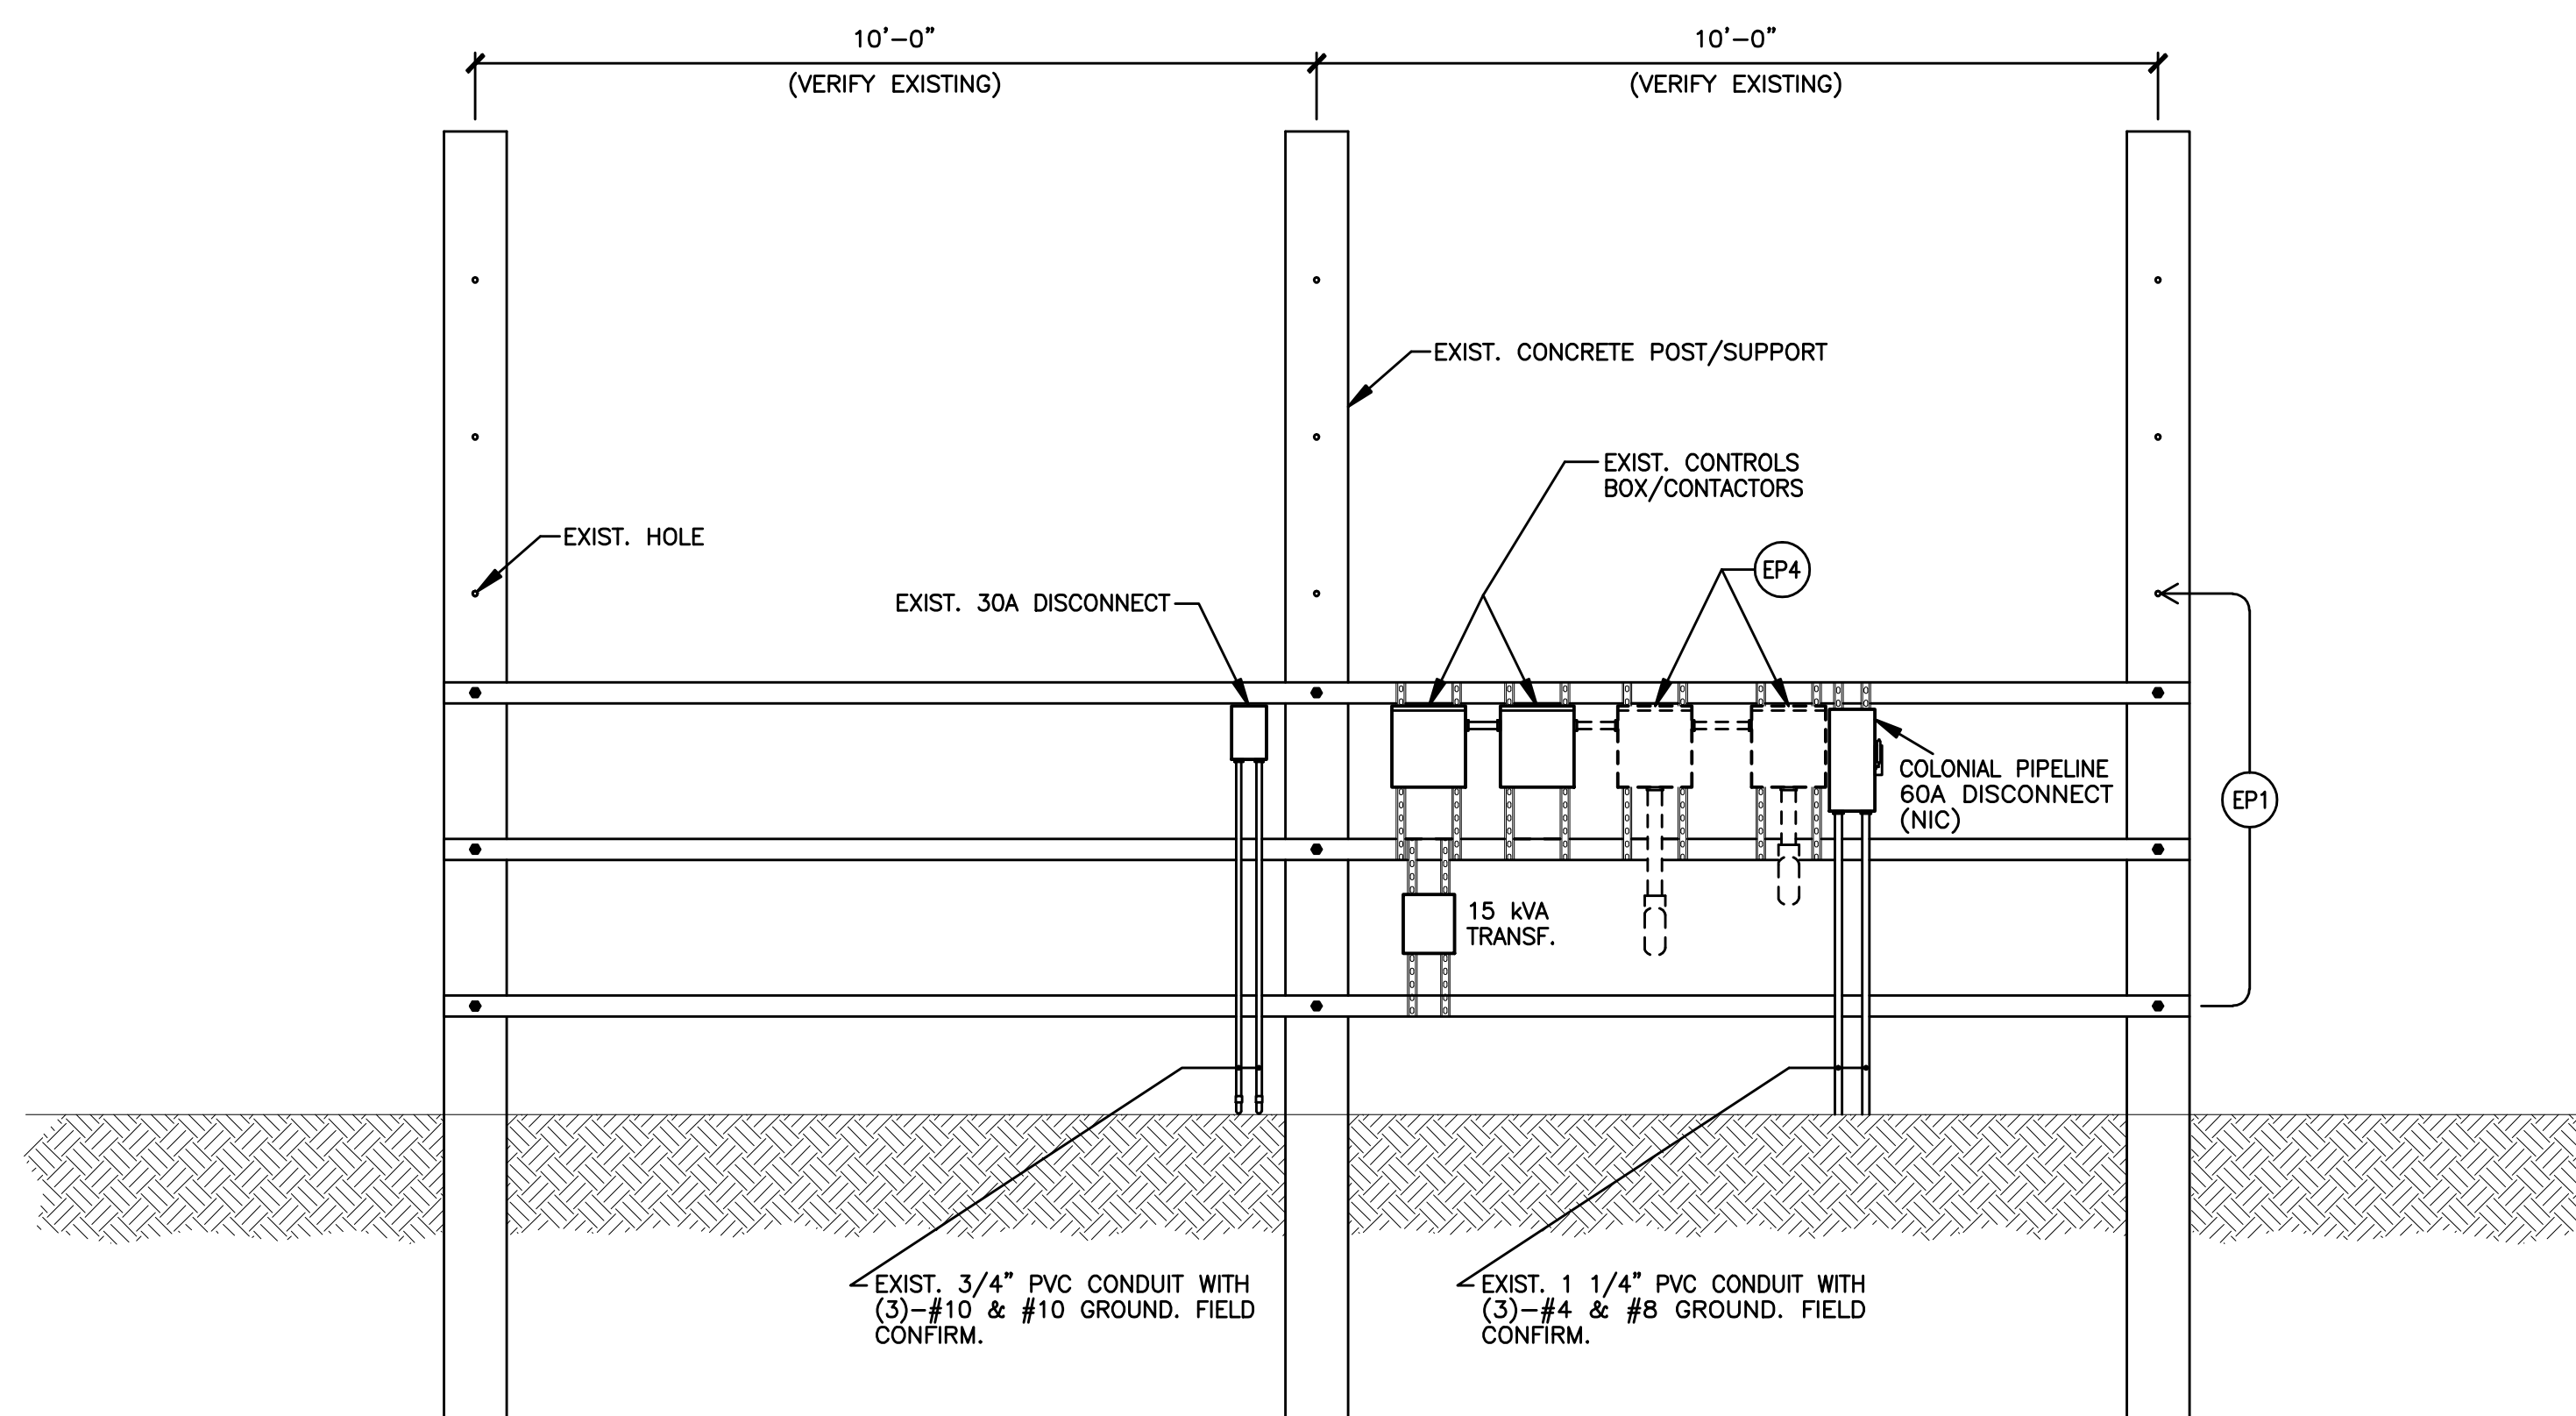 10'-0"
(VERIFY EXISTING)
10'-0"
(VERIFY EXISTING)
EXIST. CONCRETE POST/SUPPORT
EXIST. CONTROLS
BOX/CONTACTORS
EXIST. HOLE
EP4
EXIST. 30A DISCONNECT
COLONIAL PIPELINE
60A DISCONNECT
(NIC)
EP1
15 kVA
TRANSF.
EXIST. 3/4" PVC CONDUIT WITH
(3)-#10 & #10 GROUND. FIELD
CONFIRM.
EXIST. 1 1/4" PVC CONDUIT WITH
(3)-#4 & #8 GROUND. FIELD
CONFIRM.